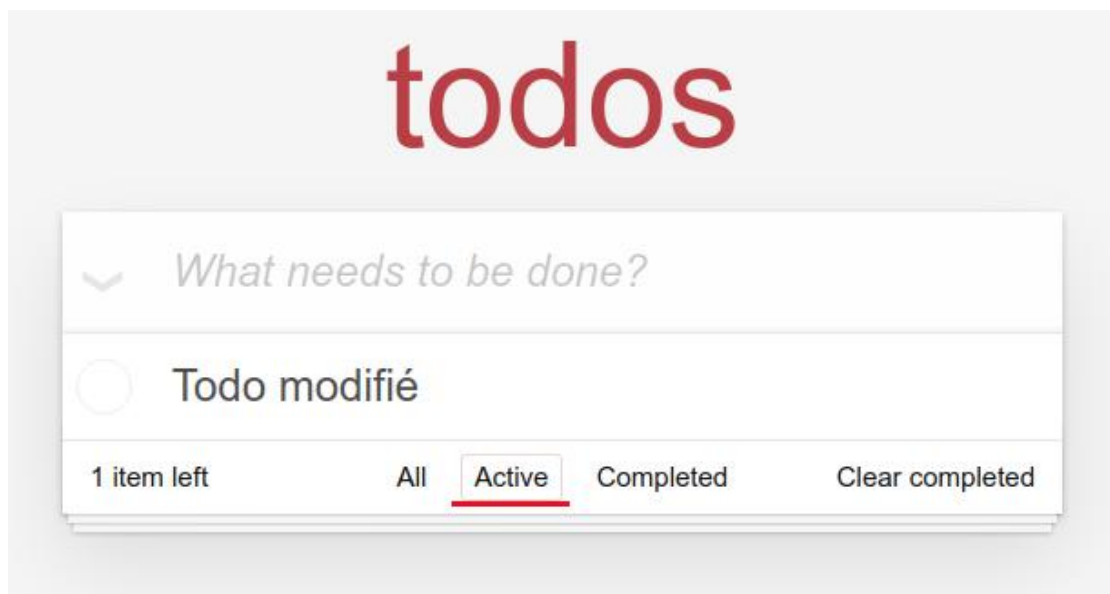 todos
What needs to be done?
Todo modifié
1 item left All Active Completed Clear completed